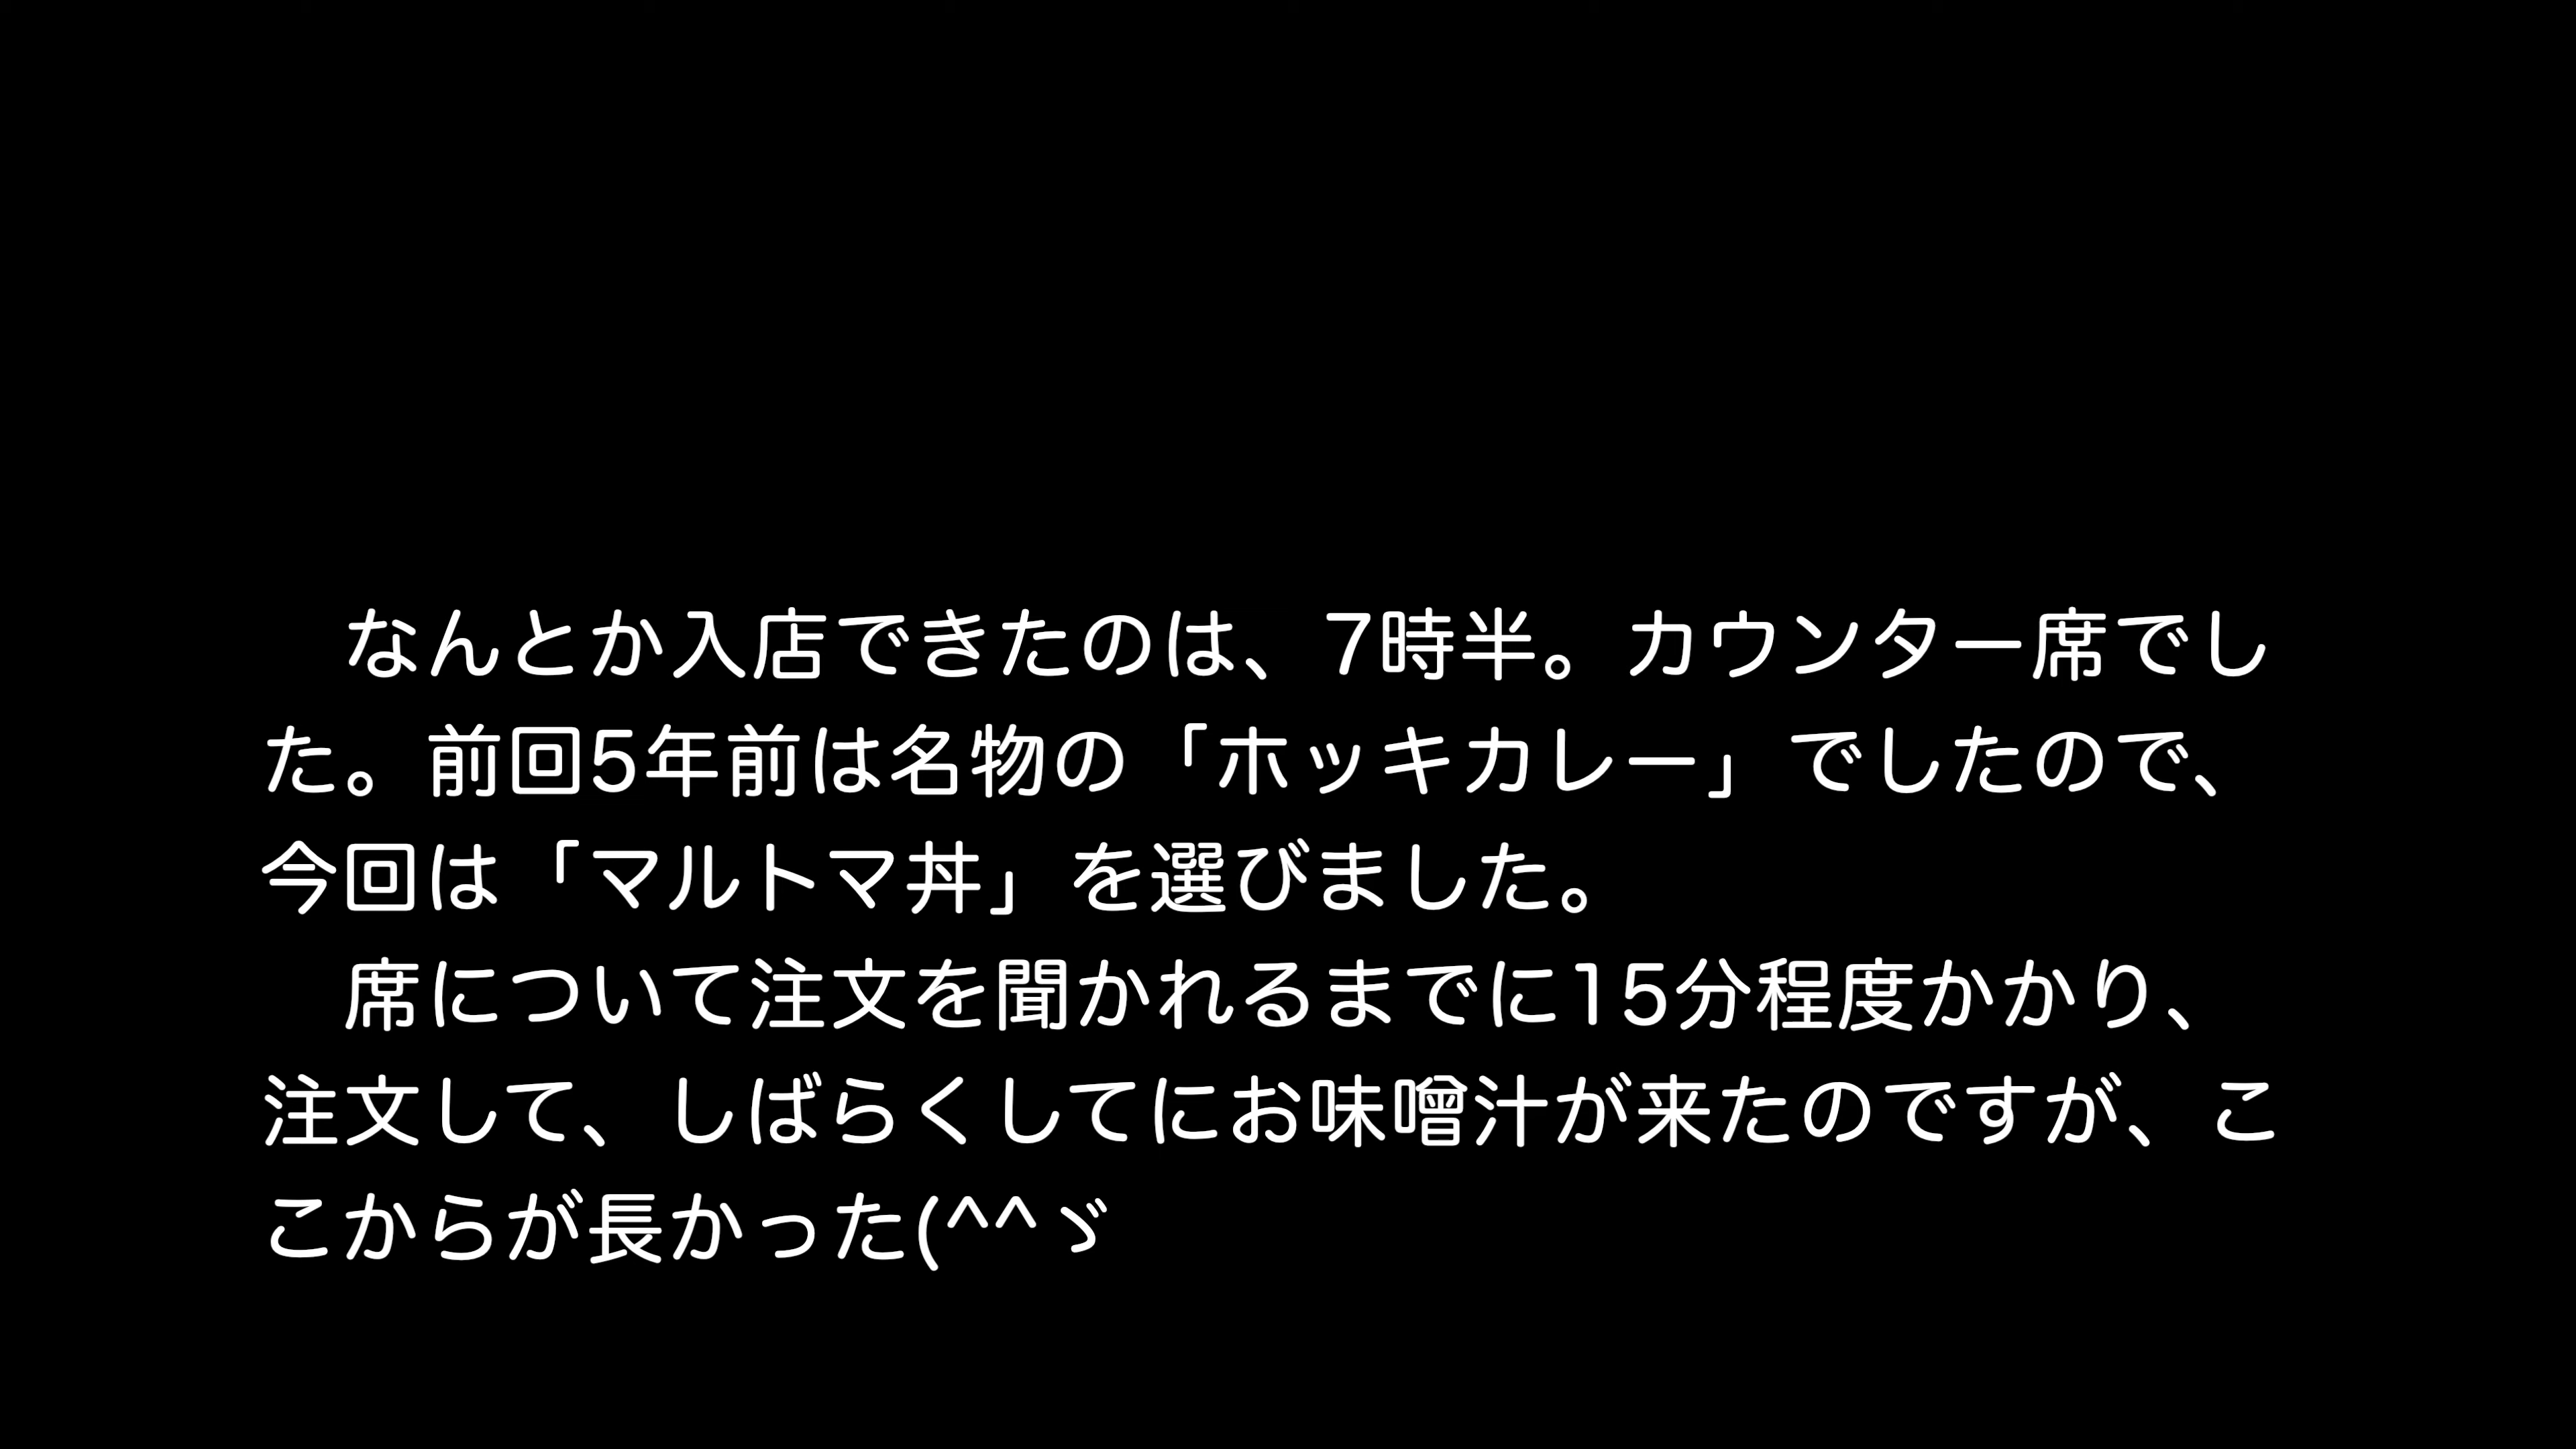 なんとか入店できたのは、7時半。カウンター席でし
た。前回5年前は名物の「ホッキカレー」でしたので、
今回は「マルトマ丼」を選びました。
　席について注文を聞かれるまでに15分程度かかり、
注文して、しばらくしてにお味噌汁が来たのですが、こ
こからが長かった(^^ゞ